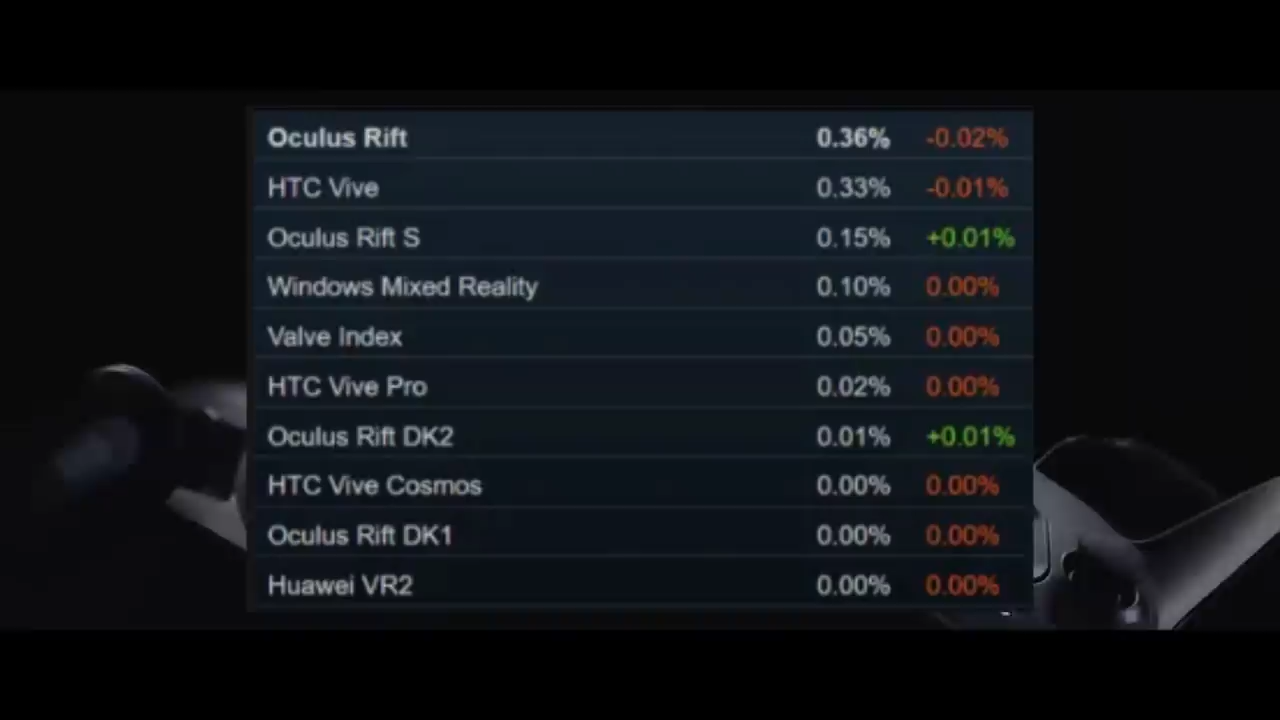 Oculus Rift 0.36% -0.02%
HTC Vive 0.33% -0.01%
Oculus Rift S 0.15% +0.01%
Windows Mixed Reality 0.10% 0.00%
Valve Index 0.05% 0.00%
HTC Vive Pro 0.02% 0.00%
Oculus Rift DK2 0.01% +0.01%
HTC Vive Cosmos 0.00% 0.00%
Oculus Rift DK1 0.00% 0.00%
Huawei VR2 0.00% 0.00%